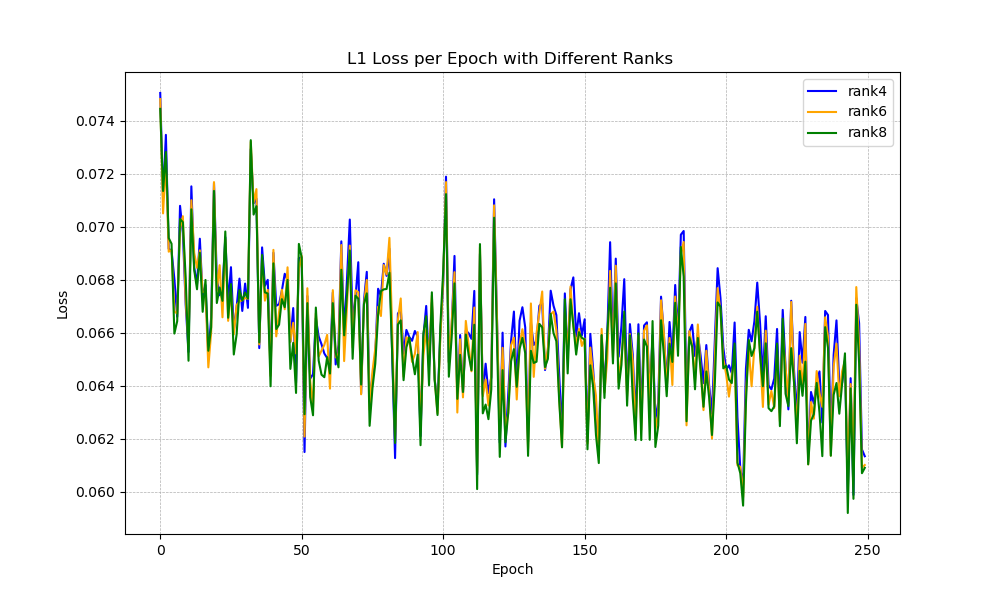 L1 Loss per Epoch with Different Ranks
rank4
rank6
rank8
Loss
0.074
0.072
0.070
0.068
0.066
0.064
0.062
0.060
0 50 100 150 200 250
Epoch